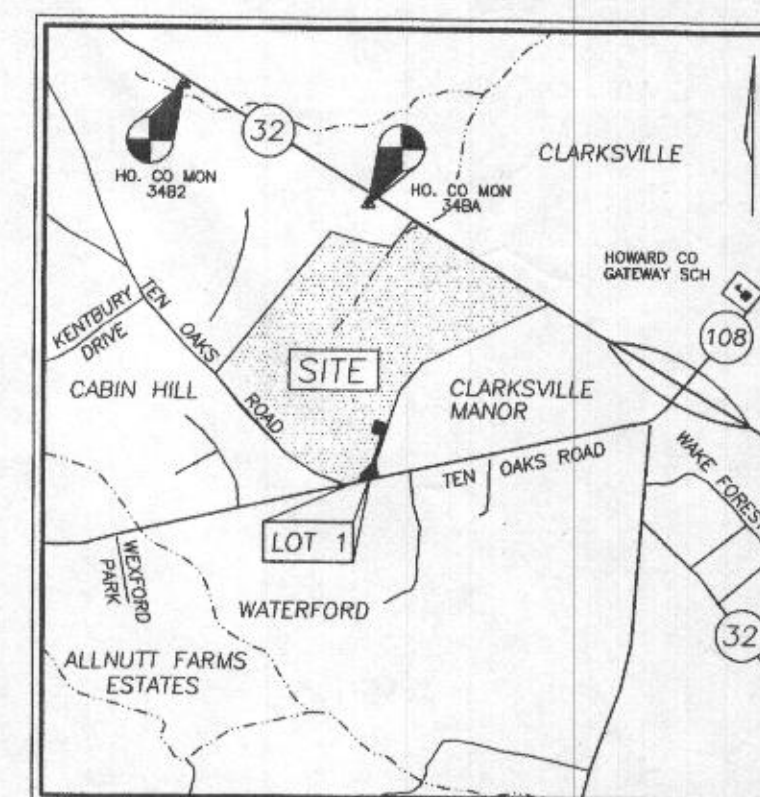 32
HO. CO MON
34B2
HO. CO MON
34BA
CLARKSVILLE
HOWARD CO
GATEWAY SCH
108
KENTBURY
DRIVE
TEN OAKS ROAD
CABIN HILL
SITE
CLARKSVILLE
MANOR
TEN OAKS ROAD
WAKE FOREST
LOT 1
WEXFORD
PARK
WATERFORD
32
ALLNUTT FARMS
ESTATES